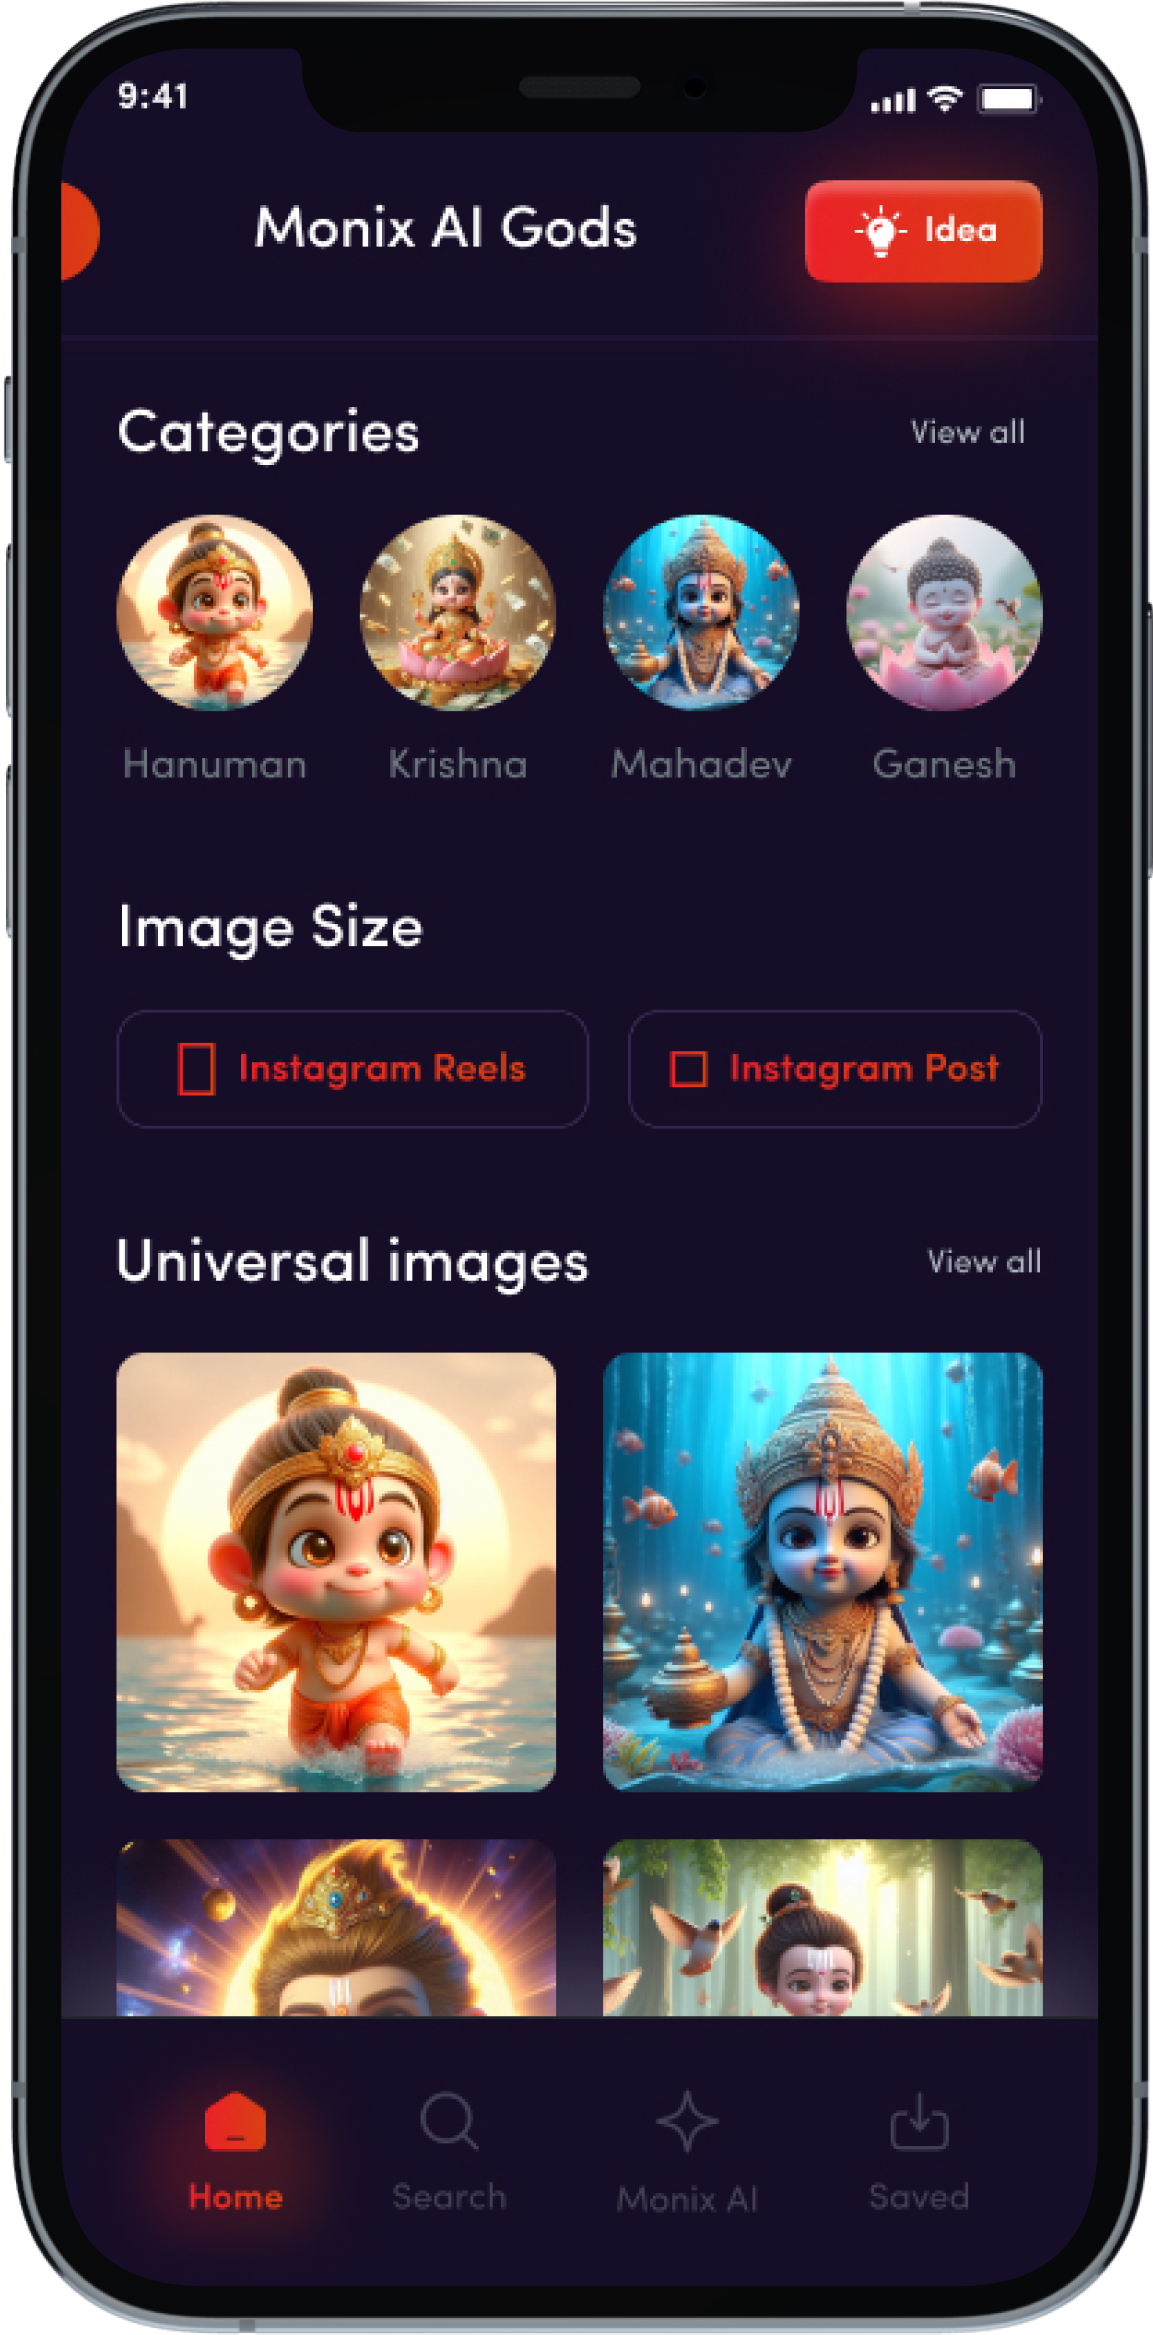 9:41
Monix AI Gods
Idea
Categories
View all
Hanuman
Krishna
Mahadev
Ganesh
Image Size
Instagram Reels
Instagram Post
Universal images
View all
Home
Search
Monix AI
Saved